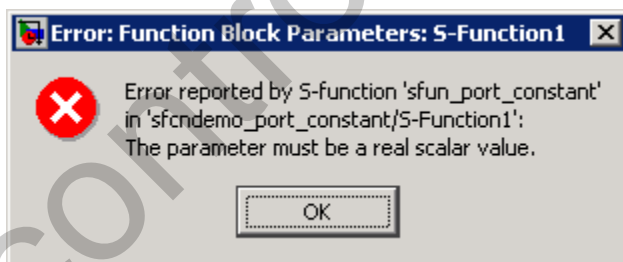 Error: Function Block Parameters: S-Function1
Error reported by S-function 'sfun_port_constant'
in 'sfcndemo_port_constant/S-Function1':
The parameter must be a real scalar value.
OK